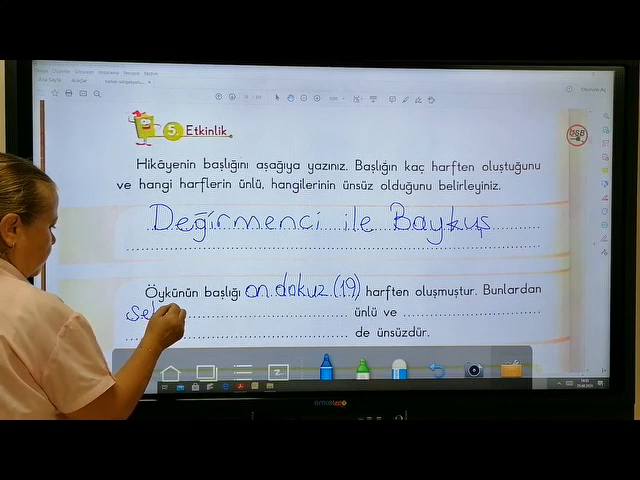 5. Etkinlik
Hikâyenin başlığını aşağıya yazınız. Başlığın kaç harften oluştuğunu
ve hangi harflerin ünlü, hangilerinin ünsüz olduğunu belirleyiniz.
Değirmenci ile Baykuş
Öykünün başlığı on dokuz (19) harften oluşmuştur. Bunlardan
se
ünlü ve
de ünsüzdür.